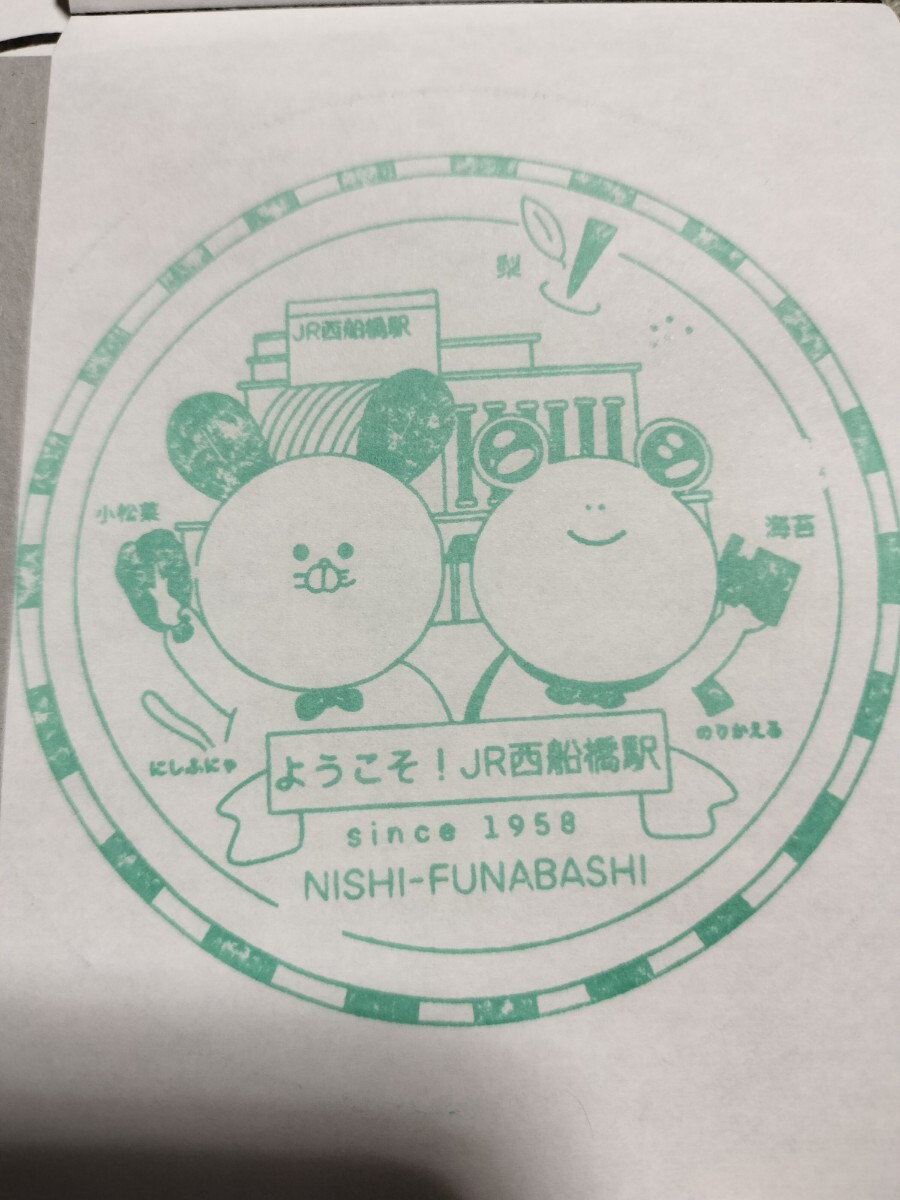 梨
JR西船橋駅
小松菜
海苔
にしふにゃ
のりかえる
ようこそ！JR西船橋駅
since 1958
NISHI-FUNABASHI